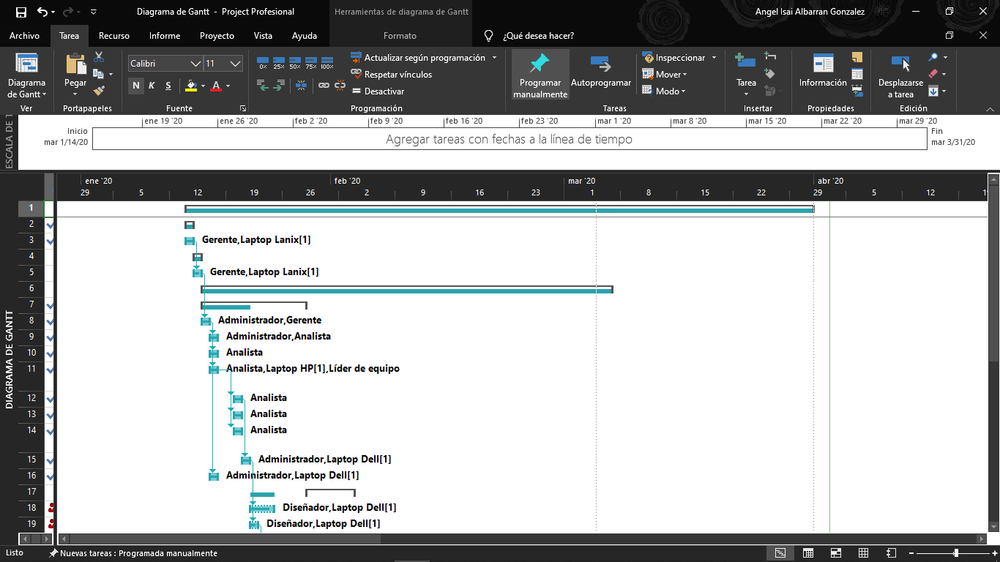 Diagrama de Gantt - Project Profesional
Herramientas de diagrama de Gantt
Angel Isai Albarran Gonzalez
Archivo Tarea Recurso Informe Proyecto Vista Ayuda Formato ¿Qué desea hacer?
Diagrama de Gantt
Ver
Pegar
Portapapeles
Calibri 11
N K S A
Fuente
0% 25% 50% 75% 100%
Actualizar según programación
Respetar vínculos
Desactivar
Programación
Programar manualmente
Autoprogramar
Inspeccionar
Mover
Modo
Tareas
Tarea
Insertar
Información
Propiedades
Desplazarse a tarea
Edición
ESCALA DE T
ene 19 '20 ene 26 '20 feb 2 '20 feb 9 '20 feb 16 '20 feb 23 '20 mar 1 '20 mar 8 '20 mar 15 '20 mar 22 '20 mar 29 '20
Inicio
mar 1/14/20
Agregar tareas con fechas a la línea de tiempo
Fin
mar 3/31/20
DIAGRAMA DE GANTT
ene '20 feb '20 mar '20 abr '20
29 5 12 19 26 2 9 16 23 1 8 15 22 29 5 12 19
1
2
3 Gerente,Laptop Lanix[1]
4
5 Gerente,Laptop Lanix[1]
6
7
8 Administrador,Gerente
9 Administrador,Analista
10 Analista
11 Analista,Laptop HP[1],Líder de equipo
12 Analista
13 Analista
14 Analista
15 Administrador,Laptop Dell[1]
16 Administrador,Laptop Dell[1]
17
18 Diseñador,Laptop Dell[1]
19 Diseñador,Laptop Dell[1]
Listo Nuevas tareas : Programada manualmente